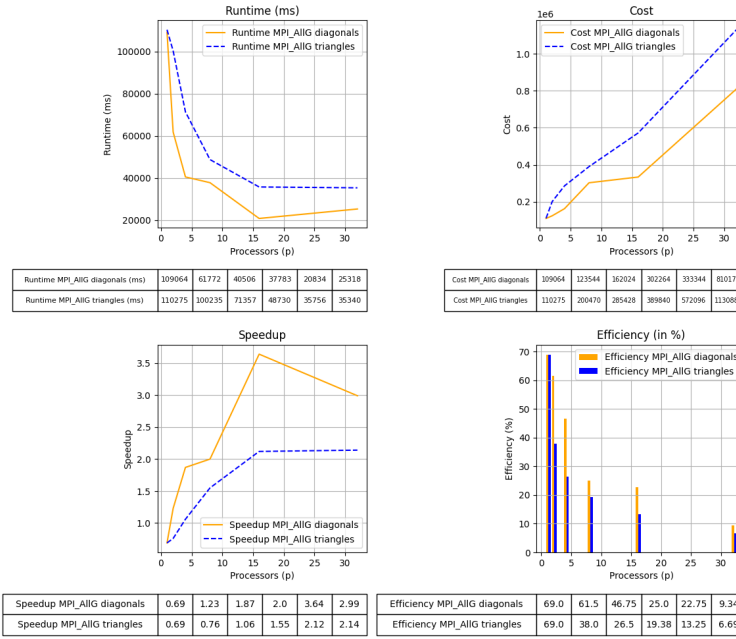 Runtime (ms)
Runtime MPI_AllG diagonals
Runtime MPI_AllG triangles
100000
80000
60000
40000
20000
Runtime (ms)
0 5 10 15 20 25 30
Processors (p)
Runtime MPI_AllG diagonals (ms) 109064 61772 40506 37783 20834 25318
Runtime MPI_AllG triangles (ms) 110275 100235 71357 48730 35756 35340
Cost
1e6
Cost MPI_AllG diagonals
Cost MPI_AllG triangles
1.0
0.8
0.6
0.4
0.2
Cost
0 5 10 15 20 25 30
Processors (p)
Cost MPI_AllG diagonals 109064 123544 162024 302264 333344 81017
Cost MPI_AllG triangles 110275 200470 285428 389840 572096 113088
Speedup
3.5
3.0
2.5
2.0
1.5
1.0
Speedup
Speedup MPI_AllG diagonals
Speedup MPI_AllG triangles
0 5 10 15 20 25 30
Processors (p)
Speedup MPI_AllG diagonals 0.69 1.23 1.87 2.0 3.64 2.99
Speedup MPI_AllG triangles 0.69 0.76 1.06 1.55 2.12 2.14
Efficiency (in %)
Efficiency MPI_AllG diagonals
Efficiency MPI_AllG triangles
70
60
50
40
30
20
10
0
Efficiency (%)
0 5 10 15 20 25 30
Processors (p)
Efficiency MPI_AllG diagonals 69.0 61.5 46.75 25.0 22.75 9.34
Efficiency MPI_AllG triangles 69.0 38.0 26.5 19.38 13.25 6.69